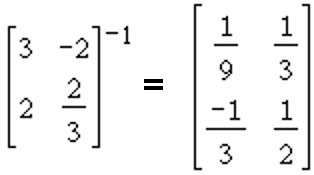 [ 3 -2 ; 2 2/3 ]^-1 = [ 1/9 1/3 ; -1/3 1/2 ]